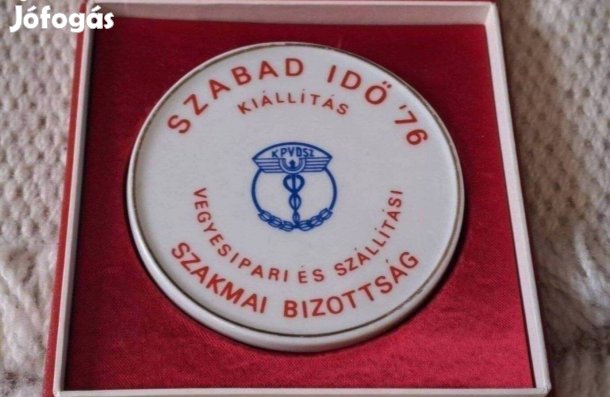 Jófogás
SZABAD IDŐ '76
KIÁLLÍTÁS
KPVDSZ
VEGYESIPARI ÉS SZÁLLÍTÁSI
SZAKMAI BIZOTTSÁG